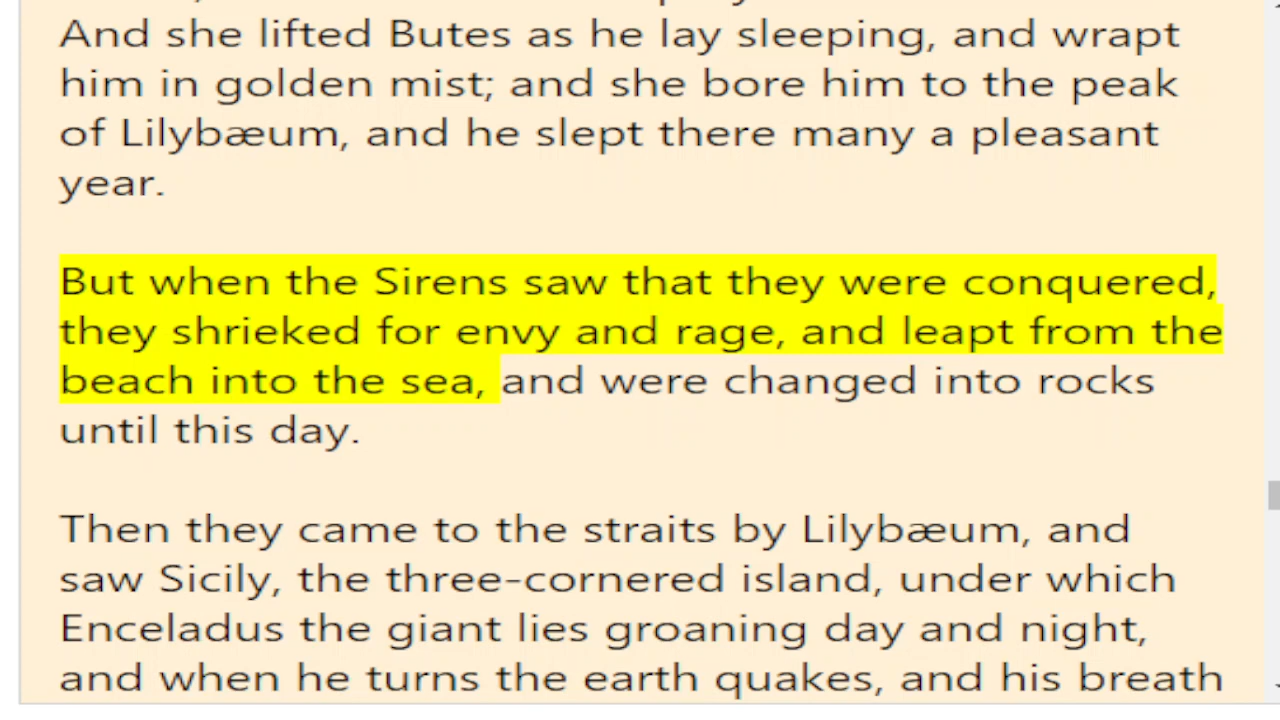 And she lifted Butes as he lay sleeping, and wrapt
him in golden mist; and she bore him to the peak
of Lilybæum, and he slept there many a pleasant
year.
But when the Sirens saw that they were conquered,
they shrieked for envy and rage, and leapt from the
beach into the sea, and were changed into rocks
until this day.
Then they came to the straits by Lilybæum, and
saw Sicily, the three-cornered island, under which
Enceladus the giant lies groaning day and night,
and when he turns the earth quakes, and his breath